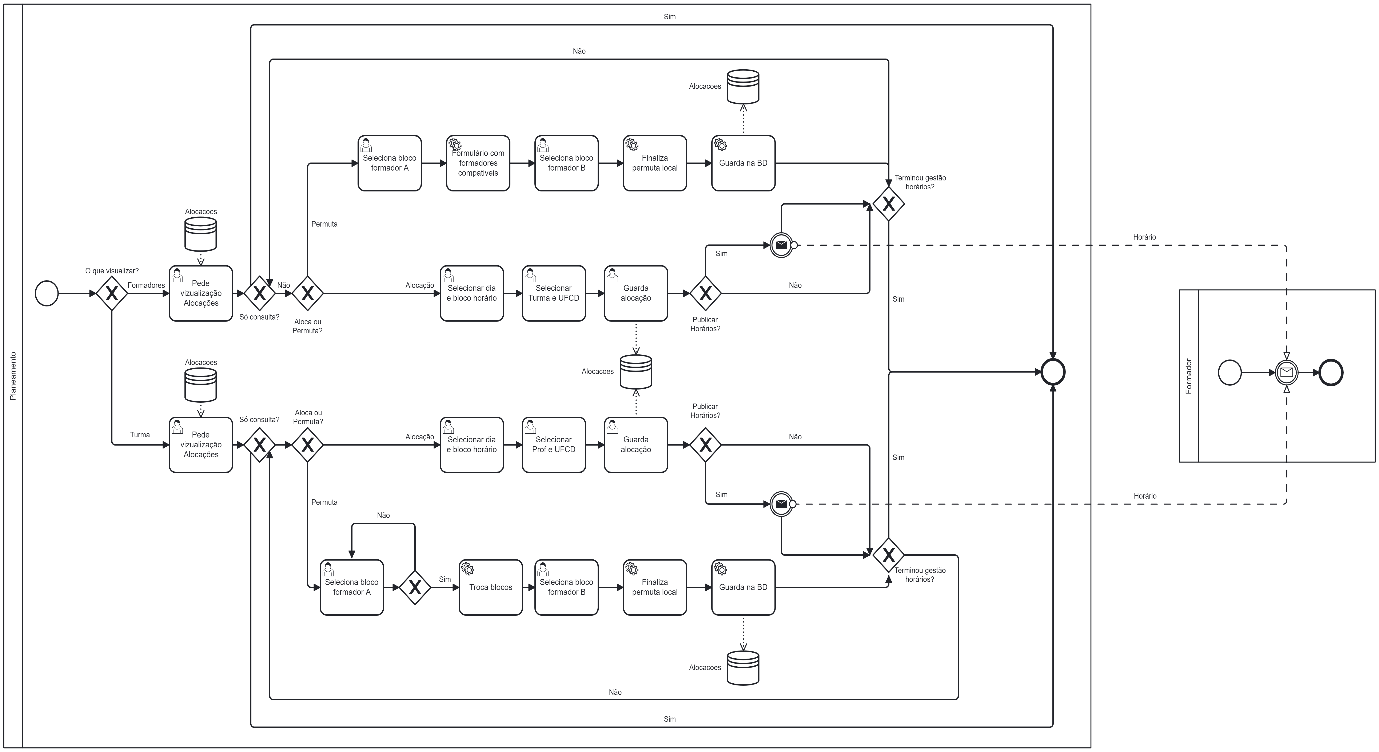 Sim
Não
Alocacoes
Seleciona bloco
formador A
Formulário com
formadores
compatíveis
Seleciona bloco
formador B
Finaliza
permuta local
Guarda na BD
Terminou gestão
horários?
Permuta
Alocacoes
Sim
Horário
O que visualizar?
Formadores
Pede
vizualização
Alocações
Não
Só consulta?
Aloca ou
Permuta?
Alocação
Selecionar dia
e bloco horário
Selecionar
Turma e UFCD
Guarda
alocação
Não
Publicar
Horários?
Sim
Planeamento
Alocacoes
Alocacoes
Formador
Turma
Pede
vizualização
Alocações
Só consulta?
Aloca ou
Permuta?
Alocação
Selecionar dia
e bloco horário
Selecionar
Prof e UFCD
Guarda
alocação
Publicar
Horários?
Não
Sim
Sim
Horário
Permuta
Não
Seleciona bloco
formador A
Sim
Troca blocos
Seleciona bloco
formador B
Finaliza
permuta local
Guarda na BD
Terminou gestão
horários?
Alocacoes
Não
Sim